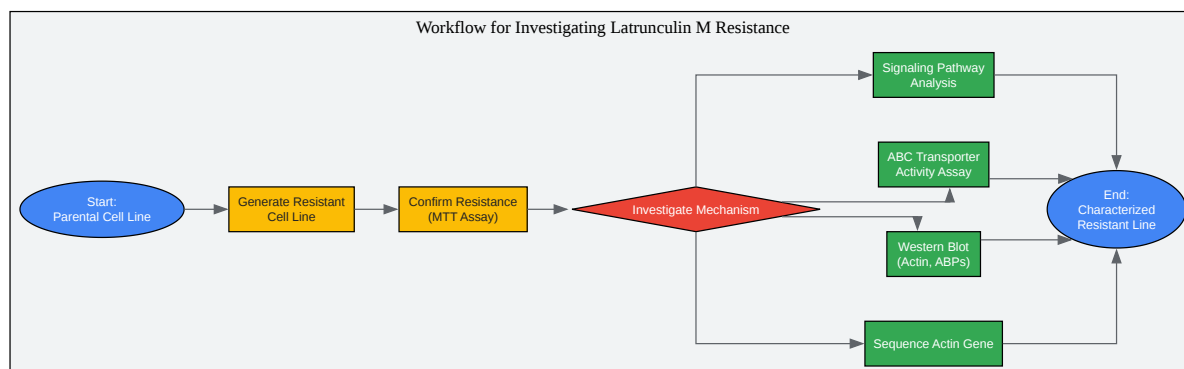 Workflow for Investigating Latrunculin M Resistance
Start:
Parental Cell Line
Generate Resistant
Cell Line
Confirm Resistance
(MTT Assay)
Investigate Mechanism
Signaling Pathway
Analysis
ABC Transporter
Activity Assay
Western Blot
(Actin, ABPs)
Sequence Actin Gene
End:
Characterized
Resistant Line